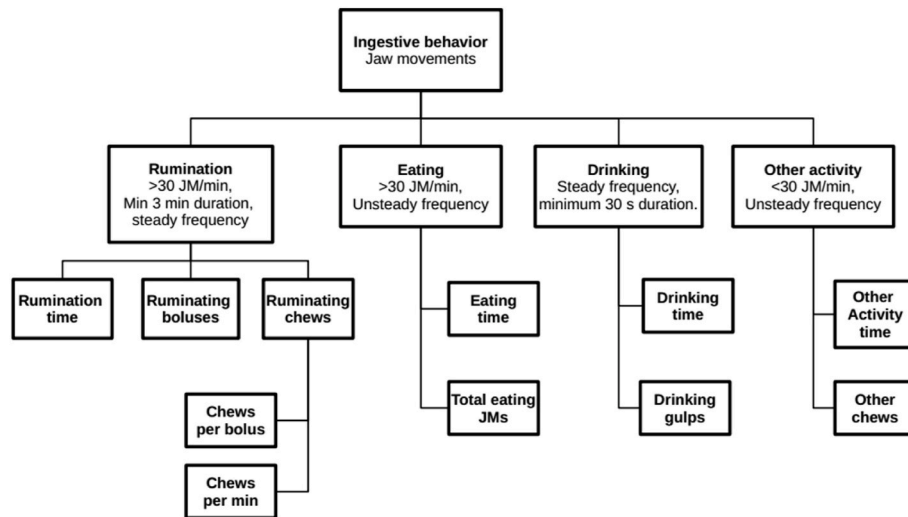 Ingestive behavior
Jaw movements
Rumination
>30 JM/min,
Min 3 min duration,
steady frequency
Eating
>30 JM/min,
Unsteady frequency
Drinking
Steady frequency,
minimum 30 s duration.
Other activity
<30 JM/min,
Unsteady frequency
Rumination
time
Ruminating
boluses
Ruminating
chews
Eating
time
Drinking
time
Other
Activity
time
Chews
per bolus
Total eating
JMs
Drinking
gulps
Other
chews
Chews
per min